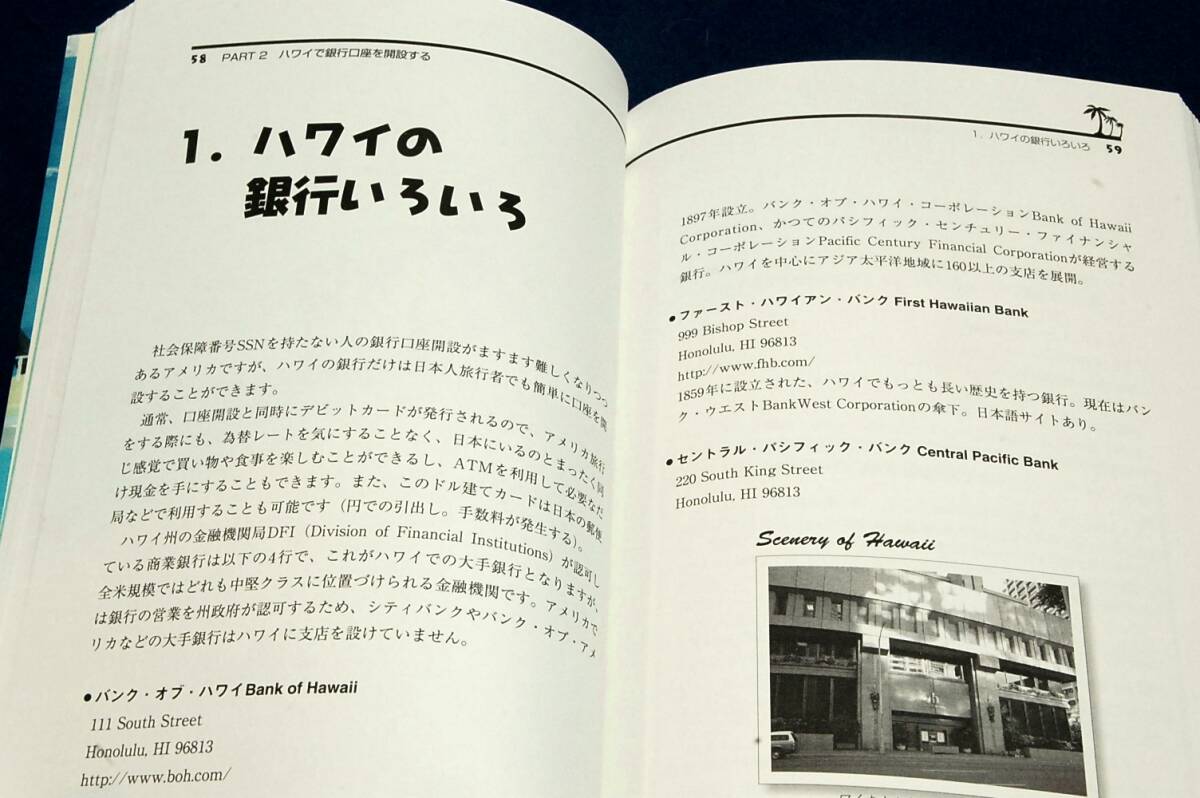 58 PART 2 ハワイで銀行口座を開設する
1. ハワイの
銀行いろいろ
社会保障番号SSNを持たない人の銀行口座開設がますます難しくなりつつ
あるアメリカですが、ハワイの銀行だけは日本人旅行者でも簡単に口座を開
設することができます。
通常、口座開設と同時にデビットカードが発行されるので、アメリカ旅行
をする際にも、為替レートを気にすることなく、日本にいるのとまったく同
じ感覚で買い物や食事を楽しむことができるし、ATMを利用して必要なだ
け現金を手にすることもできます。また、このドル建てカードは日本の郵便
局などで利用することも可能です（円での引出し。手数料が発生する）。
ハワイ州の金融機関局DFI（Division of Financial Institutions）が認可し
ている商業銀行は以下の4行で、これがハワイでの大手銀行となりますが、
全米規模ではどれも中堅クラスに位置づけられる金融機関です。アメリカで
は銀行の営業を州政府が認可するため、シティバンクやバンク・オブ・アメ
リカなどの大手銀行はハワイに支店を設けていません。
●バンク・オブ・ハワイBank of Hawaii
111 South Street
Honolulu, HI 96813
http://www.boh.com/
1. ハワイの銀行いろいろ 59
1897年設立。バンク・オブ・ハワイ・コーポレーションBank of Hawaii
Corporation、かつてのパシフィック・センチュリー・ファイナンシャ
ル・コーポレーションPacific Century Financial Corporationが経営する
銀行。ハワイを中心にアジア太平洋地域に160以上の支店を展開。
●ファースト・ハワイアン・バンク First Hawaiian Bank
999 Bishop Street
Honolulu, HI 96813
http://www.fhb.com/
1859年に設立された、ハワイでもっとも長い歴史を持つ銀行。現在はバン
ク・ウエストBankWest Corporationの傘下。日本語サイトあり。
●セントラル・パシフィック・バンク Central Pacific Bank
220 South King Street
Honolulu, HI 96813
Scenery of Hawaii